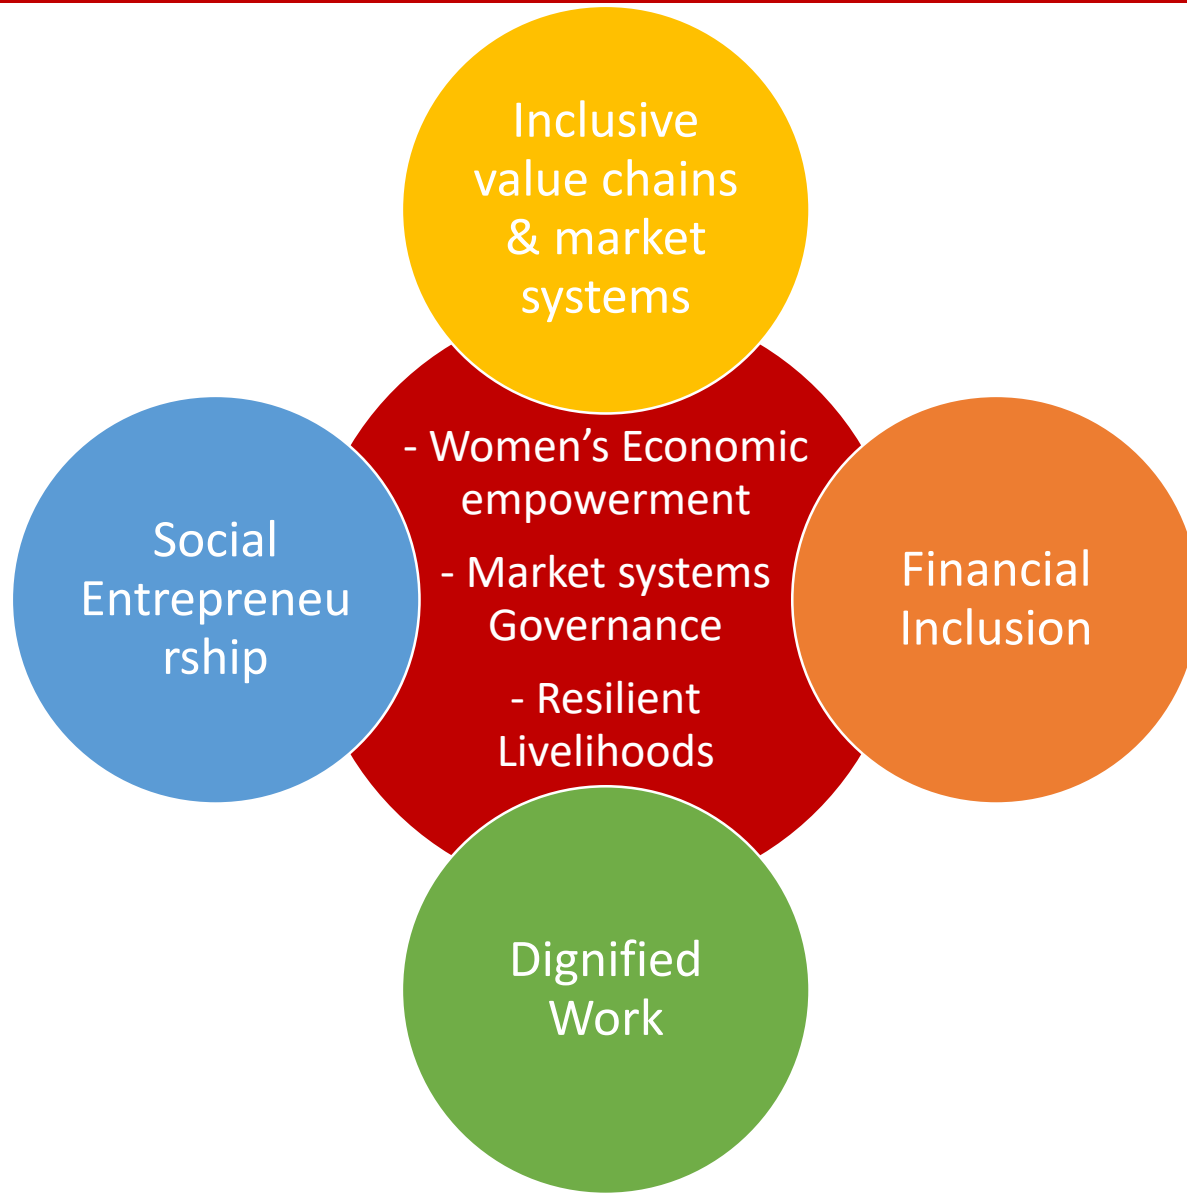 Inclusive
value chains
& market
systems
- Women’s Economic
empowerment
- Market systems
Governance
- Resilient
Livelihoods
Social
Entrepreneu
rship
Financial
Inclusion
Dignified
Work